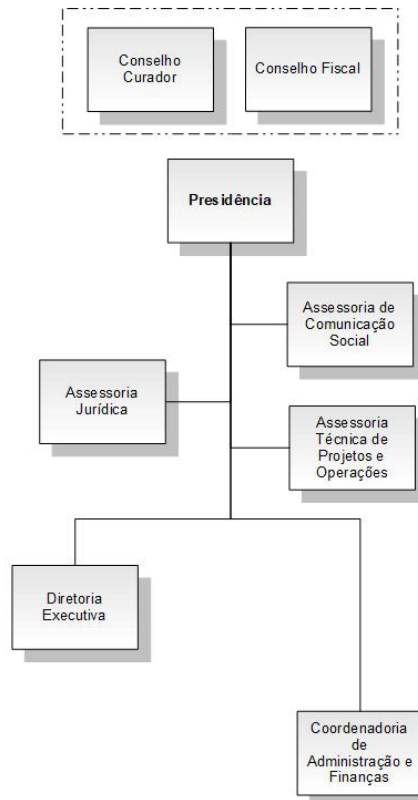 Conselho
Curador
Conselho Fiscal
Presidência
Assessoria de
Comunicação
Social
Assessoria
Jurídica
Assessoria
Técnica de
Projetos e
Operações
Diretoria
Executiva
Coordenadoria
de
Administração e
Finanças